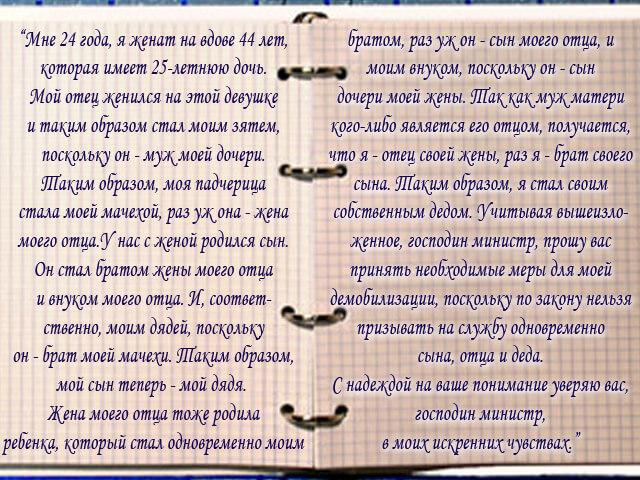 “Мне 24 года, я женат на вдове 44 лет,
которая имеет 25-летнюю дочь.
Мой отец женился на этой девушке
и таким образом стал моим зятем,
поскольку он - муж моей дочери.
Таким образом, моя падчерица
стала моей мачехой, раз уж она - жена
моего отца.У нас с женой родился сын.
Он стал братом жены моего отца
и внуком моего отца. И, соответ-
ственно, моим дядей, поскольку
он - брат моей мачехи. Таким образом,
мой сын теперь - мой дядя.
Жена моего отца тоже родила
ребенка, который стал одновременно моим
братом, раз уж он - сын моего отца, и
моим внуком, поскольку он - сын
дочери моей жены. Так как муж матери
кого-либо является его отцом, получается,
что я - отец своей жены, раз я - брат своего
сына. Таким образом, я стал своим
собственным дедом. Учитывая вышеизло-
женное, господин министр, прошу вас
принять необходимые меры для моей
демобилизации, поскольку по закону нельзя
призывать на службу одновременно
сына, отца и деда.
С надеждой на ваше понимание уверяю вас,
господин министр,
в моих искренних чувствах.”